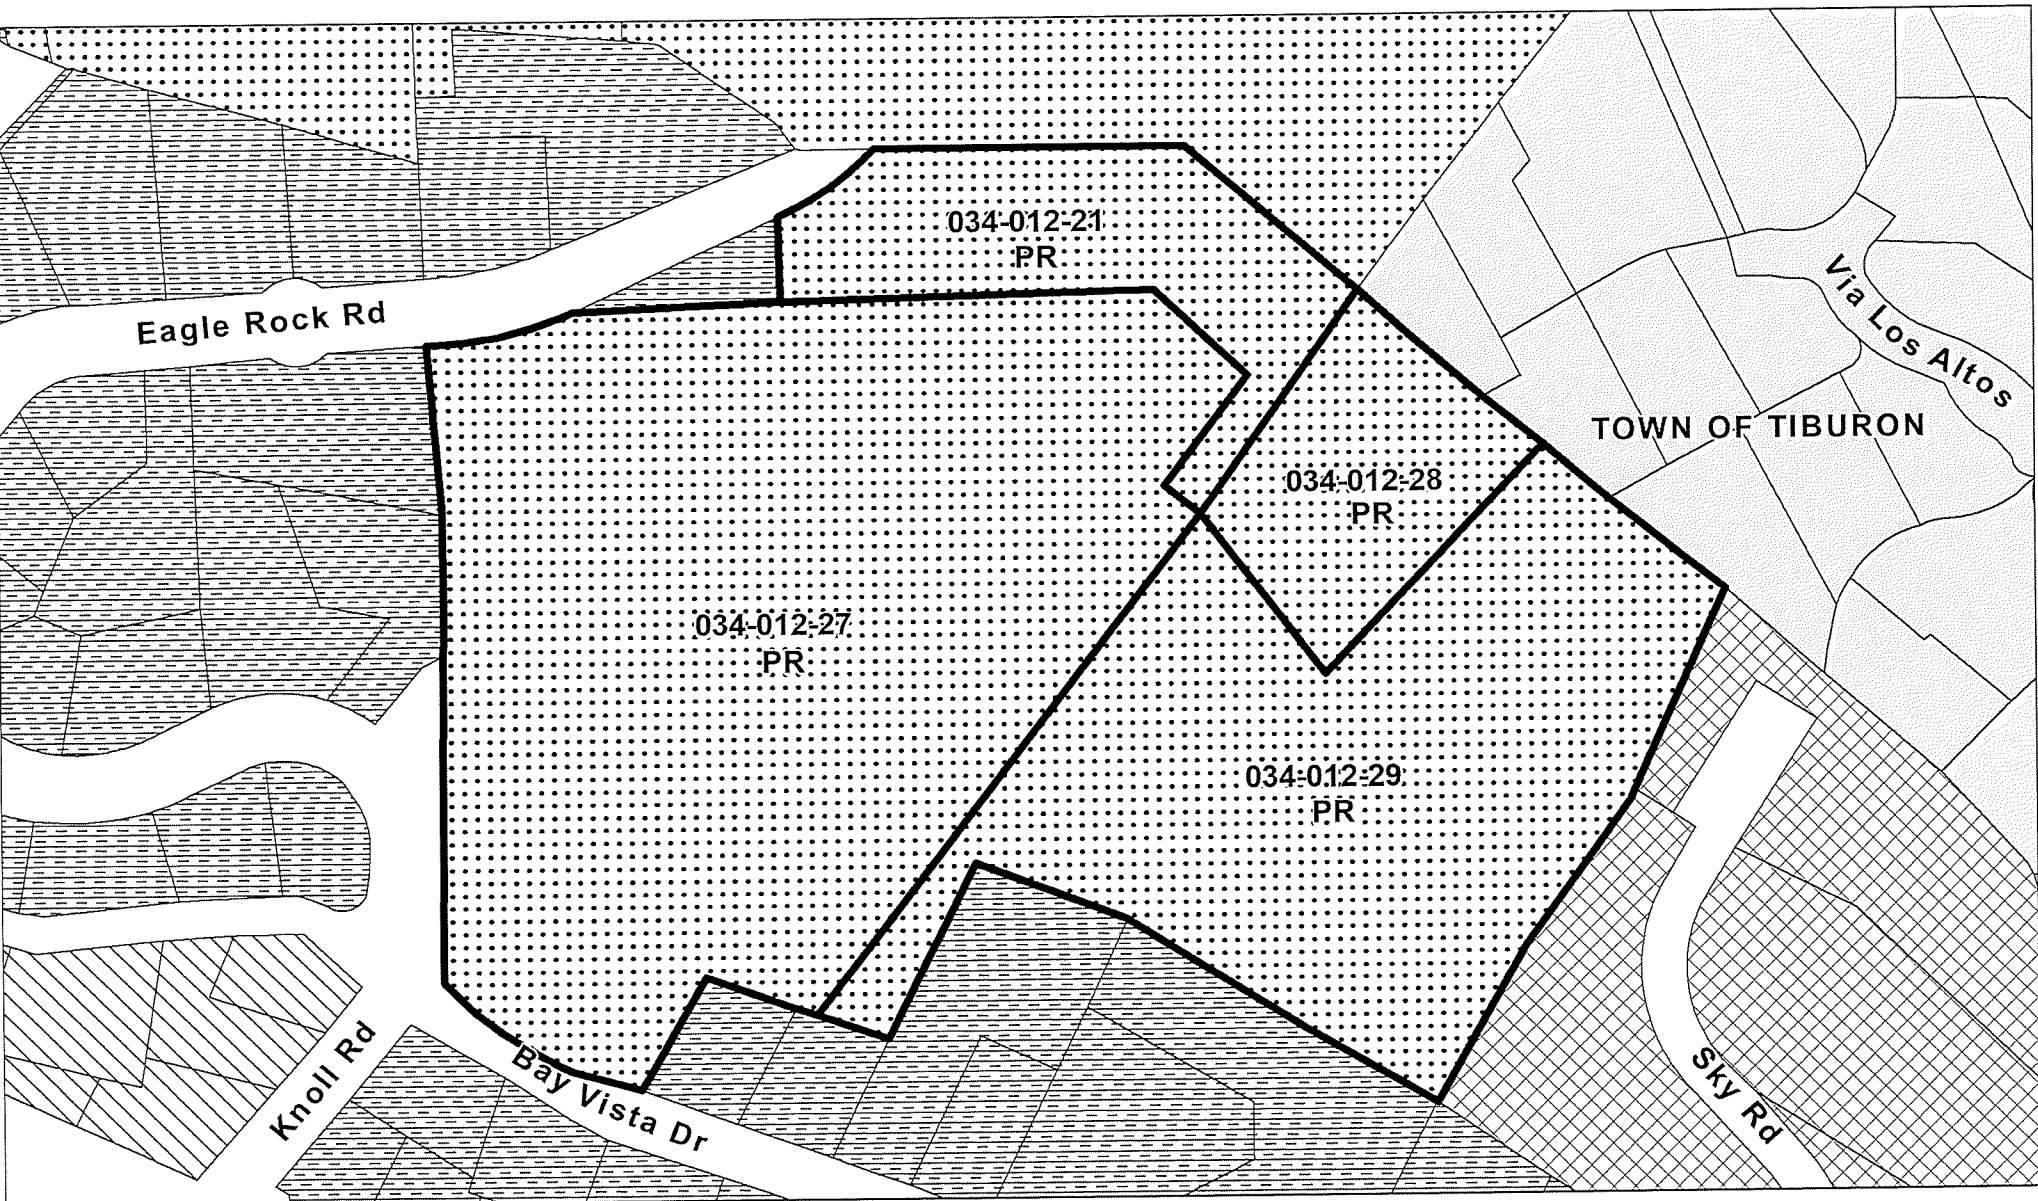 034-012-21
PR
Via Los Altos
Eagle Rock Rd
TOWN OF TIBURON
034-012-28
PR
034-012-27
PR
034-012-29
PR
Knoll Rd
Bay Vista Dr
Sky Rd